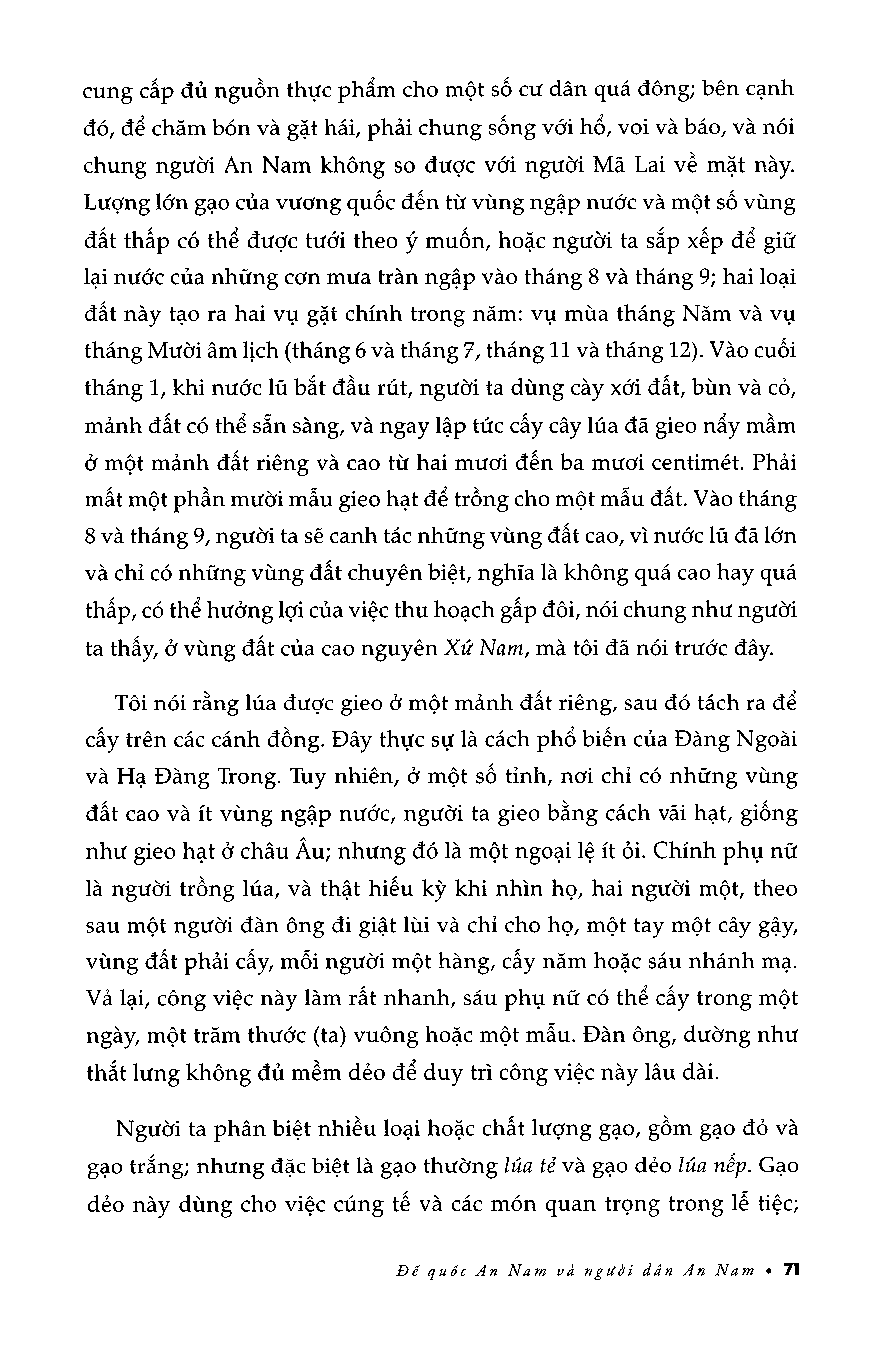 cung cấp đủ nguồn thực phẩm cho một số cư dân quá đông; bên cạnh
đó, để chăm bón và gặt hái, phải chung sống với hổ, voi và báo, và nói
chung người An Nam không so được với người Mã Lai về mặt này.
Lượng lớn gạo của vương quốc đến từ vùng ngập nước và một số vùng
đất thấp có thể được tưới theo ý muốn, hoặc người ta sắp xếp để giữ
lại nước của những cơn mưa tràn ngập vào tháng 8 và tháng 9; hai loại
đất này tạo ra hai vụ gặt chính trong năm: vụ mùa tháng Năm và vụ
tháng Mười âm lịch (tháng 6 và tháng 7, tháng 11 và tháng 12). Vào cuối
tháng 1, khi nước lũ bắt đầu rút, người ta dùng cày xới đất, bùn và cỏ,
mảnh đất có thể sẵn sàng, và ngay lập tức cấy cây lúa đã gieo nẩy mầm
ở một mảnh đất riêng và cao từ hai mươi đến ba mươi centimét. Phải
mất một phần mười mẫu gieo hạt để trồng cho một mẫu đất. Vào tháng
8 và tháng 9, người ta sẽ canh tác những vùng đất cao, vì nước lũ đã lớn
và chỉ có những vùng đất chuyên biệt, nghĩa là không quá cao hay quá
thấp, có thể hưởng lợi của việc thu hoạch gấp đôi, nói chung như người
ta thấy, ở vùng đất của cao nguyên Xứ Nam, mà tôi đã nói trước đây.
Tôi nói rằng lúa được gieo ở một mảnh đất riêng, sau đó tách ra để
cấy trên các cánh đồng. Đây thực sự là cách phổ biến của Đàng Ngoài
và Hạ Đàng Trong. Tuy nhiên, ở một số tỉnh, nơi chỉ có những vùng
đất cao và ít vùng ngập nước, người ta gieo bằng cách vãi hạt, giống
như gieo hạt ở châu Âu; nhưng đó là một ngoại lệ ít ỏi. Chính phụ nữ
là người trồng lúa, và thật hiếu kỳ khi nhìn họ, hai người một, theo
sau một người đàn ông đi giật lùi và chỉ cho họ, một tay một cây gậy,
vùng đất phải cấy, mỗi người một hàng, cấy năm hoặc sáu nhánh mạ.
Vả lại, công việc này làm rất nhanh, sáu phụ nữ có thể cấy trong một
ngày, một trăm thước (ta) vuông hoặc một mẫu. Đàn ông, dường như
thắt lưng không đủ mềm dẻo để duy trì công việc này lâu dài.
Người ta phân biệt nhiều loại hoặc chất lượng gạo, gồm gạo đỏ và
gạo trắng; nhưng đặc biệt là gạo thường lúa tẻ và gạo dẻo lúa nếp. Gạo
dẻo này dùng cho việc cúng tế và các món quan trọng trong lễ tiệc;
Đế quốc An Nam và người dân An Nam • 71